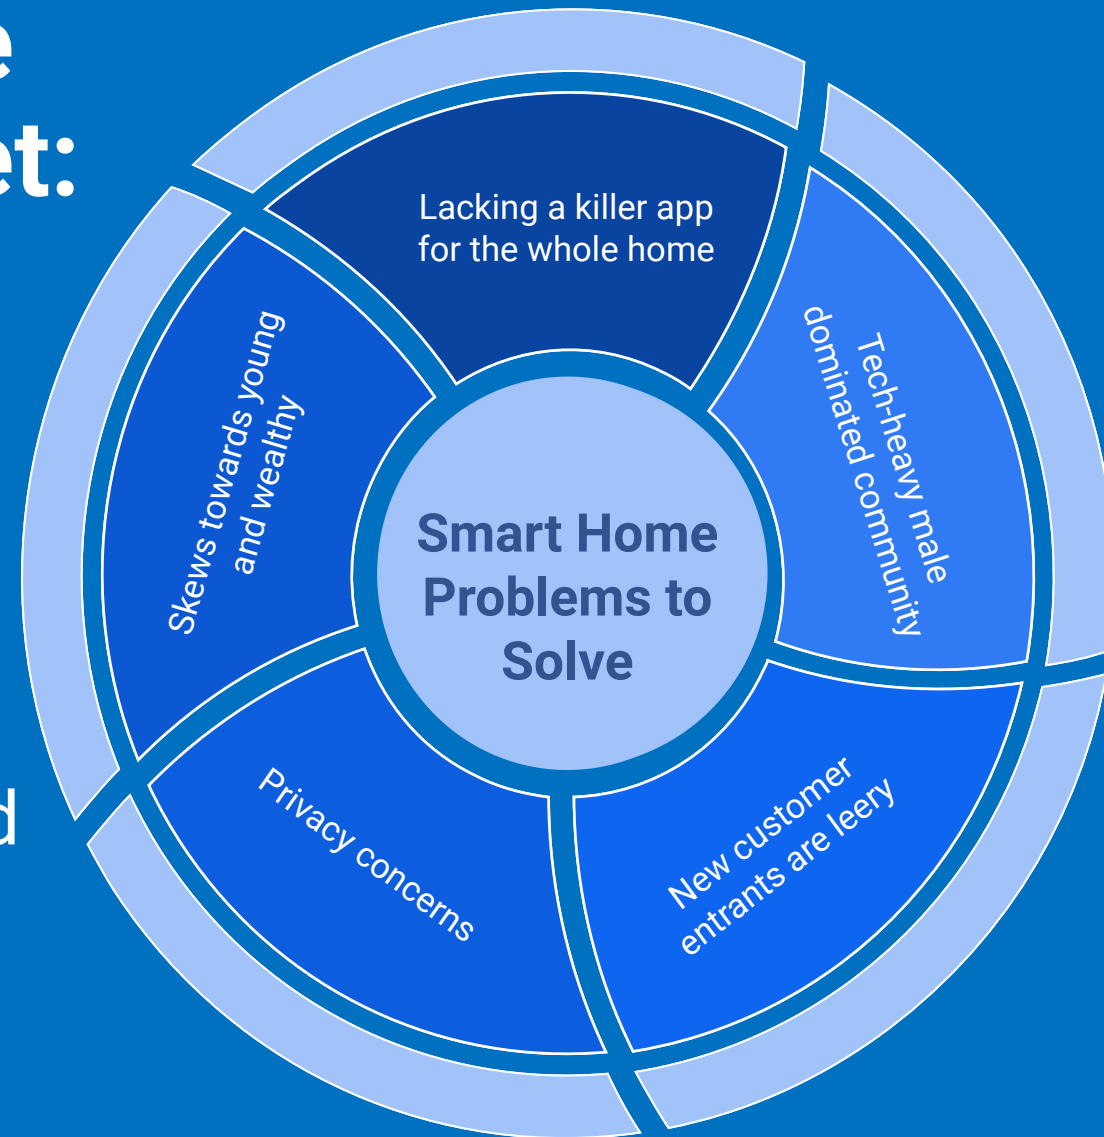 e
et:
Lacking a killer app
for the whole home
Tech-heavy male
dominated community
New customer
entrants are leery
Privacy concerns
Skews towards young
and wealthy
Smart Home
Problems to
Solve
d